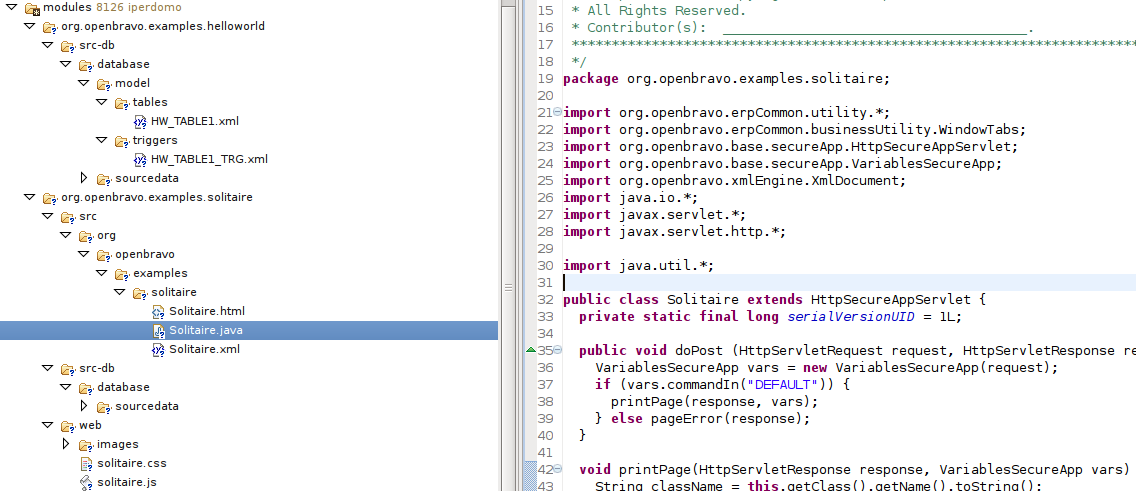 modules 8126 iperdomo
org.openbravo.examples.helloworld
src-db
database
model
tables
HW_TABLE1.xml
triggers
HW_TABLE1_TRG.xml
sourcedata
org.openbravo.examples.solitaire
src
org
openbravo
examples
solitaire
Solitaire.html
Solitaire.java
Solitaire.xml
src-db
database
sourcedata
web
images
solitaire.css
solitaire.js
15 * All Rights Reserved.
16 * Contributor(s): ______________________________________.
17 ************************************************************************
18 */
19 package org.openbravo.examples.solitaire;
20
21 import org.openbravo.erpCommon.utility.*;
22 import org.openbravo.erpCommon.businessUtility.WindowTabs;
23 import org.openbravo.base.secureApp.HttpSecureAppServlet;
24 import org.openbravo.base.secureApp.VariablesSecureApp;
25 import org.openbravo.xmlEngine.XmlDocument;
26 import java.io.*;
27 import javax.servlet.*;
28 import javax.servlet.http.*;
29
30 import java.util.*;
31
32 public class Solitaire extends HttpSecureAppServlet {
33 private static final long serialVersionUID = 1L;
34
35 public void doPost (HttpServletRequest request, HttpServletResponse re
36 VariablesSecureApp vars = new VariablesSecureApp(request);
37 if (vars.commandIn("DEFAULT")) {
38 printPage(response, vars);
39 } else pageError(response);
40 }
41
42 void printPage(HttpServletResponse response, VariablesSecureApp vars)
43 String className = this.getClass().getName().toString();